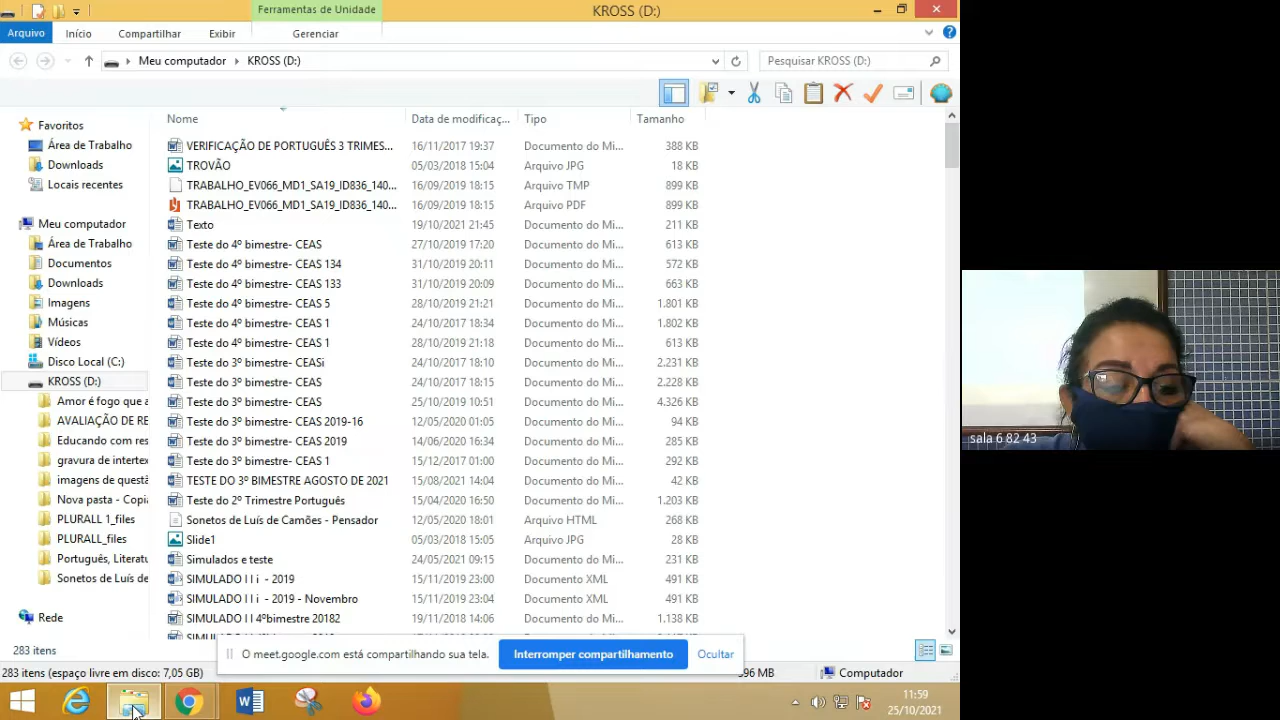 Ferramentas de Unidade
KROSS (D:)
Arquivo Início Compartilhar Exibir Gerenciar
Meu computador KROSS (D:) Pesquisar KROSS (D:)
Nome Data de modificaç... Tipo Tamanho
Favoritos
Área de Trabalho
Downloads
Locais recentes
Meu computador
Área de Trabalho
Documentos
Downloads
Imagens
Músicas
Vídeos
Disco Local (C:)
KROSS (D:)
Amor é fogo que a
AVALIAÇÃO DE RE
Educando com res
gravura de intertex
imagens de questã
Nova pasta - Copia
PLURALL 1_files
PLURALL_files
Português, Literatu
Sonetos de Luís de
Rede
VERIFICAÇÃO DE PORTUGUÊS 3 TRIMES... 16/11/2017 19:37 Documento do Mi... 388 KB
TROVÃO 05/03/2018 15:04 Arquivo JPG 18 KB
TRABALHO_EV066_MD1_SA19_ID836_140... 16/09/2019 18:15 Arquivo TMP 899 KB
TRABALHO_EV066_MD1_SA19_ID836_140... 16/09/2019 18:15 Arquivo PDF 899 KB
Texto 19/10/2021 21:45 Documento do Mi... 211 KB
Teste do 4º bimestre- CEAS 27/10/2019 17:20 Documento do Mi... 613 KB
Teste do 4º bimestre- CEAS 134 31/10/2019 20:11 Documento do Mi... 572 KB
Teste do 4º bimestre- CEAS 133 31/10/2019 20:09 Documento do Mi... 663 KB
Teste do 4º bimestre- CEAS 5 28/10/2019 21:21 Documento do Mi... 1.801 KB
Teste do 4º bimestre- CEAS 1 24/10/2017 18:34 Documento do Mi... 1.802 KB
Teste do 4º bimestre- CEAS 1 28/10/2019 21:18 Documento do Mi... 613 KB
Teste do 3º bimestre- CEASi 24/10/2017 18:10 Documento do Mi... 2.231 KB
Teste do 3º bimestre- CEAS 24/10/2017 18:15 Documento do Mi... 2.228 KB
Teste do 3º bimestre- CEAS 25/10/2019 10:51 Documento do Mi... 4.326 KB
Teste do 3º bimestre- CEAS 2019-16 12/05/2020 01:05 Documento do Mi... 94 KB
Teste do 3º bimestre- CEAS 2019 14/06/2020 16:34 Documento do Mi... 285 KB
Teste do 3º bimestre- CEAS 1 15/12/2017 01:00 Documento do Mi... 292 KB
TESTE DO 3º BIMESTRE AGOSTO DE 2021 15/08/2021 14:04 Documento do Mi... 42 KB
Teste do 2º Trimestre Português 15/04/2020 16:50 Documento do Mi... 1.203 KB
Sonetos de Luís de Camões - Pensador 12/05/2020 18:01 Arquivo HTML 268 KB
Slide1 05/03/2018 15:05 Arquivo JPG 28 KB
Simulados e teste 24/05/2021 09:15 Documento do Mi... 231 KB
SIMULADO I I i - 2019 15/11/2019 23:00 Documento XML 491 KB
SIMULADO I I i - 2019 - Novembro 15/11/2019 23:04 Documento XML 491 KB
SIMULADO I I 4ºbimestre 20182 19/11/2018 14:06 Documento do Mi... 1.138 KB
283 itens
O meet.google.com está compartilhando sua tela. Interromper compartilhamento Ocultar
283 itens (espaço livre em disco: 7,05 GB) 96 MB Computador
11:59
25/10/2021
sala 6 82 43